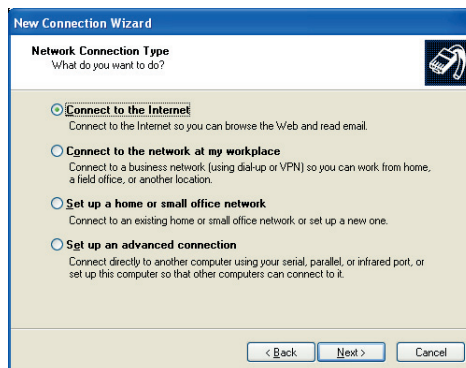 New Connection Wizard
Network Connection Type
What do you want to do?
Connect to the Internet
Connect to the Internet so you can browse the Web and read email.
Connect to the network at my workplace
Connect to a business network (using dial-up or VPN) so you can work from home,
a field office, or another location.
Set up a home or small office network
Connect to an existing home or small office network or set up a new one.
Set up an advanced connection
Connect directly to another computer using your serial, parallel, or infrared port, or
set up this computer so that other computers can connect to it.
< Back
Next >
Cancel